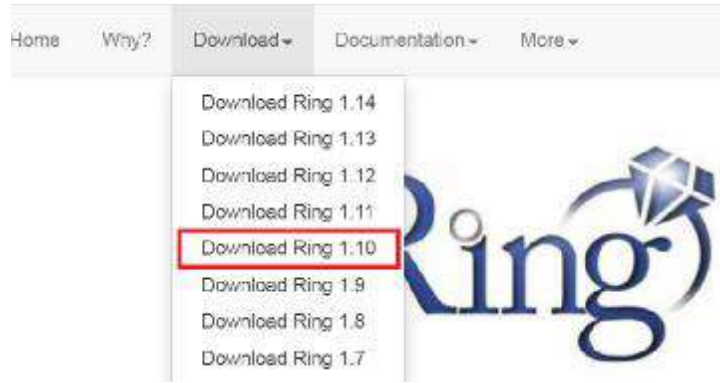 Home Why? Download Documentation More
Download Ring 1.14
Download Ring 1.13
Download Ring 1.12
Download Ring 1.11
Download Ring 1.10
Download Ring 1.9
Download Ring 1.8
Download Ring 1.7
Ring